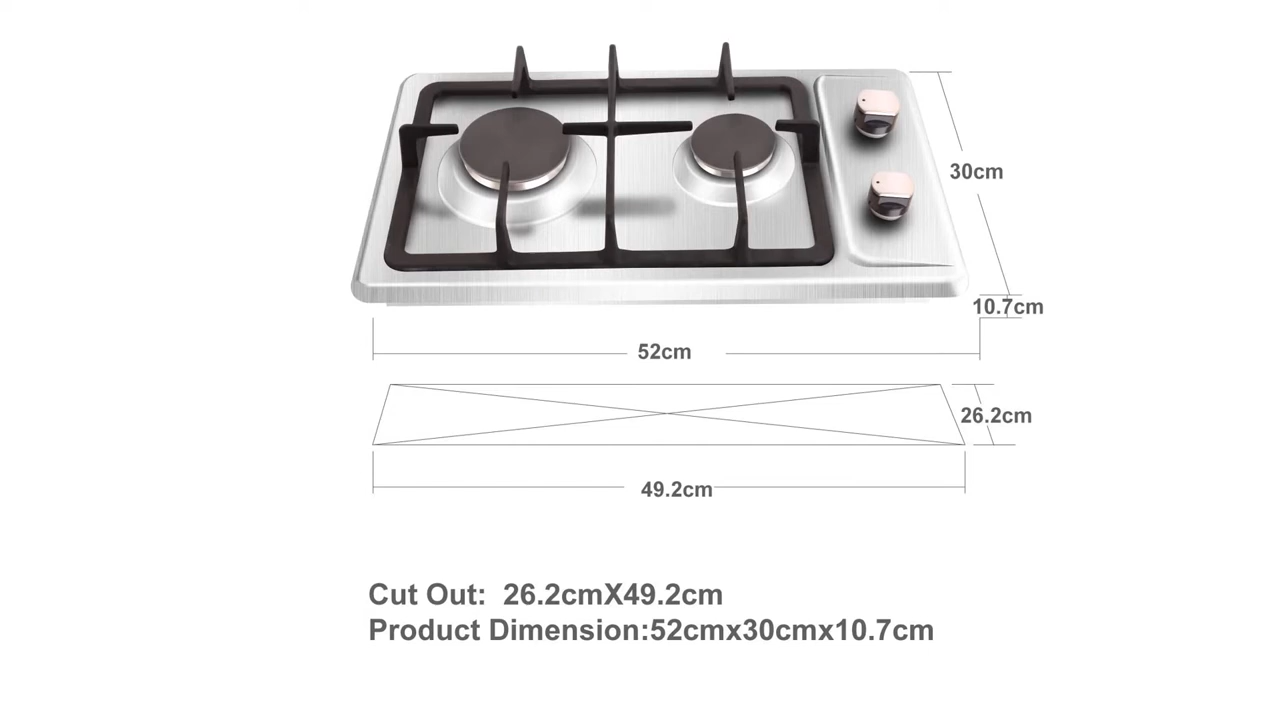 30cm
10.7cm
52cm
26.2cm
49.2cm
Cut Out:  26.2cmX49.2cm
Product Dimension:52cmx30cmx10.7cm